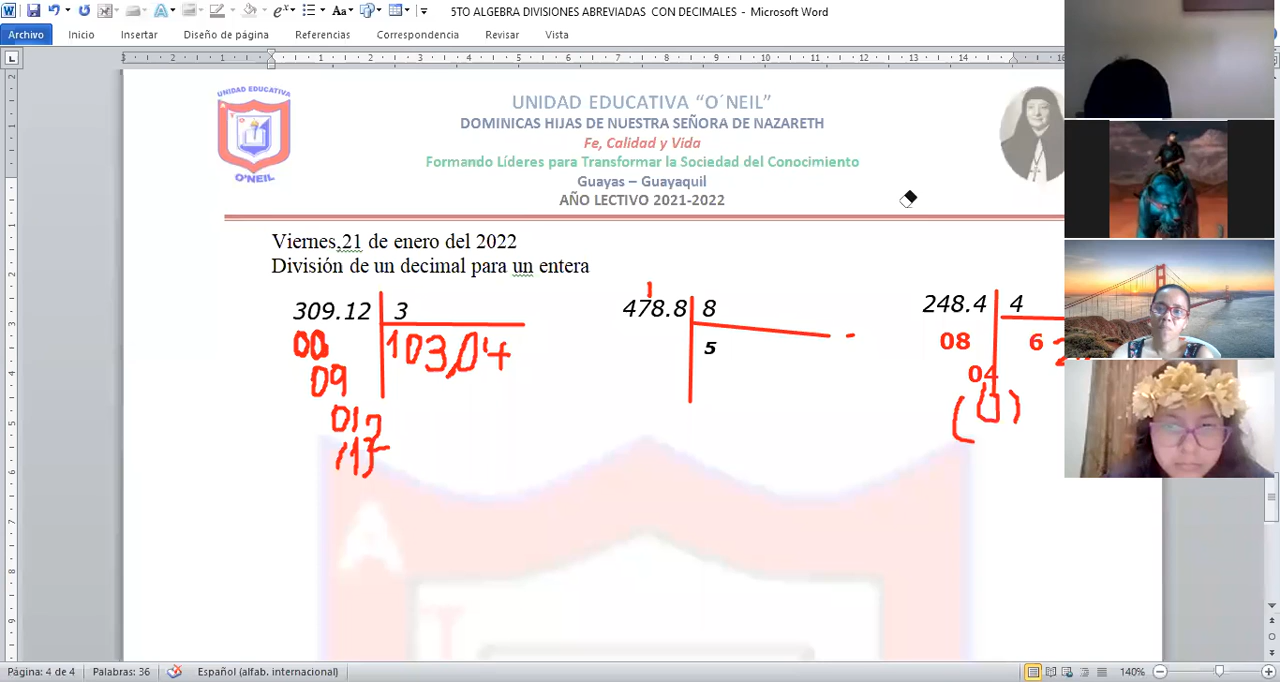 5TO ALGEBRA DIVISIONES ABREVIADAS CON DECIMALES - Microsoft Word
Archivo Inicio Insertar Diseño de página Referencias Correspondencia Revisar Vista
UNIDAD EDUCATIVA "O´NEIL"
DOMINICAS HIJAS DE NUESTRA SEÑORA DE NAZARETH
Fe, Calidad y Vida
Formando Líderes para Transformar la Sociedad del Conocimiento
Guayas – Guayaquil
AÑO LECTIVO 2021-2022
UNIDAD EDUCATIVA
O'NEIL
Viernes,21 de enero del 2022
División de un decimal para un entera
309.12 3
103,04
00
09
012
478.8 8
5
248.4 4
08 6
04
(0)
Página: 4 de 4 Palabras: 36 Español (alfab. internacional) 140%